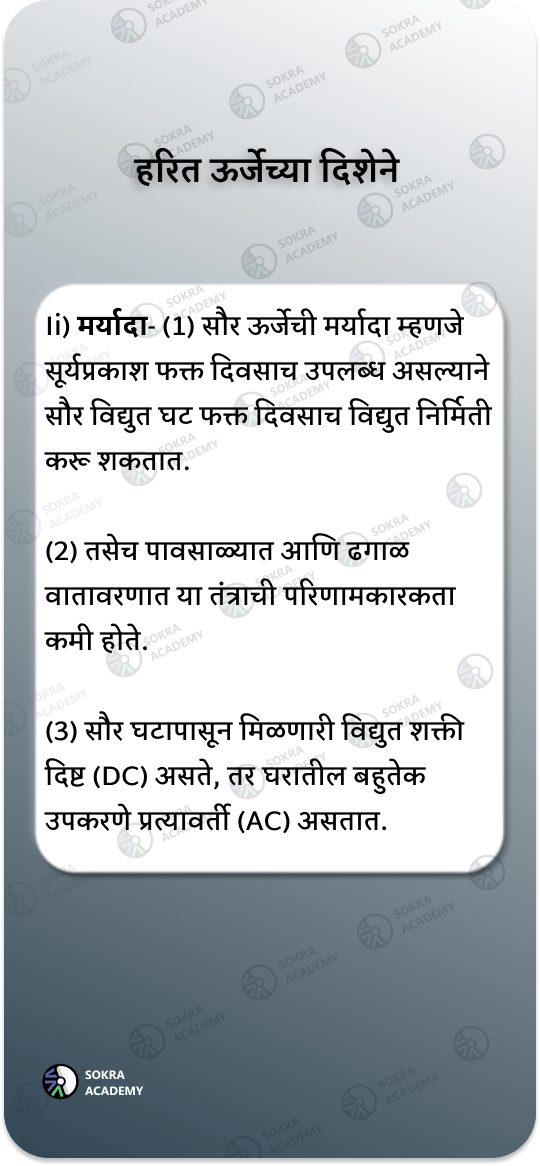 हरित ऊर्जेच्या दिशेने
Ii) मर्यादा- (1) सौर ऊर्जेची मर्यादा म्हणजे
सूर्यप्रकाश फक्त दिवसाच उपलब्ध असल्याने
सौर विद्युत घट फक्त दिवसाच विद्युत निर्मिती
करू शकतात.
(2) तसेच पावसाळ्यात आणि ढगाळ
वातावरणात या तंत्राची परिणामकारकता
कमी होते.
(3) सौर घटापासून मिळणारी विद्युत शक्ती
दिष्ट (DC) असते, तर घरातील बहुतेक
उपकरणे प्रत्यावर्ती (AC) असतात.
SOKRA
ACADEMY